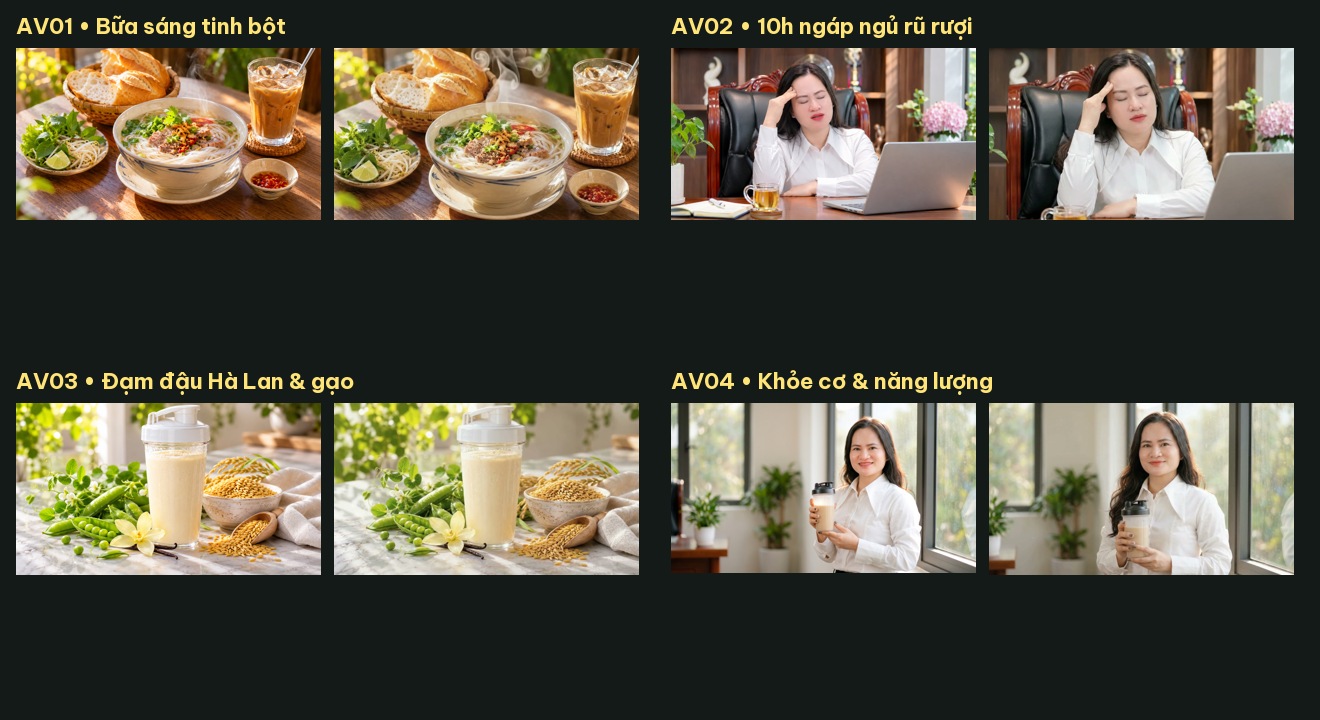 AV01 • Bữa sáng tinh bột
AV02 • 10h ngáp ngủ rũ rượi
AV03 • Đạm đậu Hà Lan & gạo
AV04 • Khỏe cơ & năng lượng